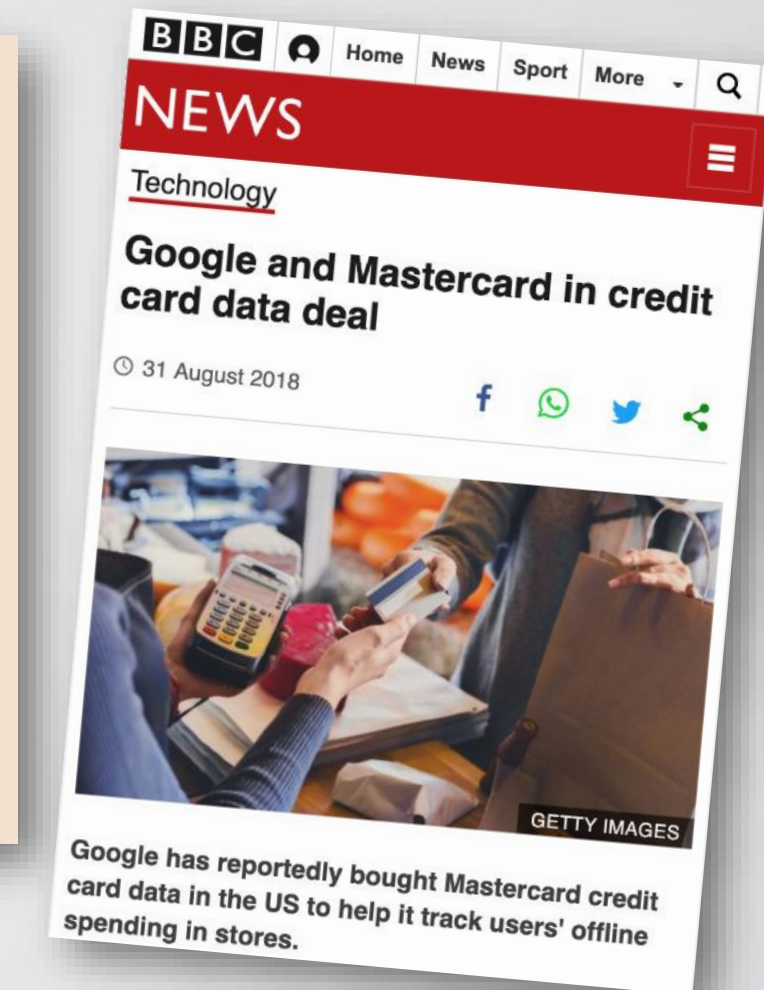 BBC Home News Sport More
NEWS
Technology
Google and Mastercard in credit
card data deal
31 August 2018
GETTY IMAGES
Google has reportedly bought Mastercard credit
card data in the US to help it track users' offline
spending in stores.